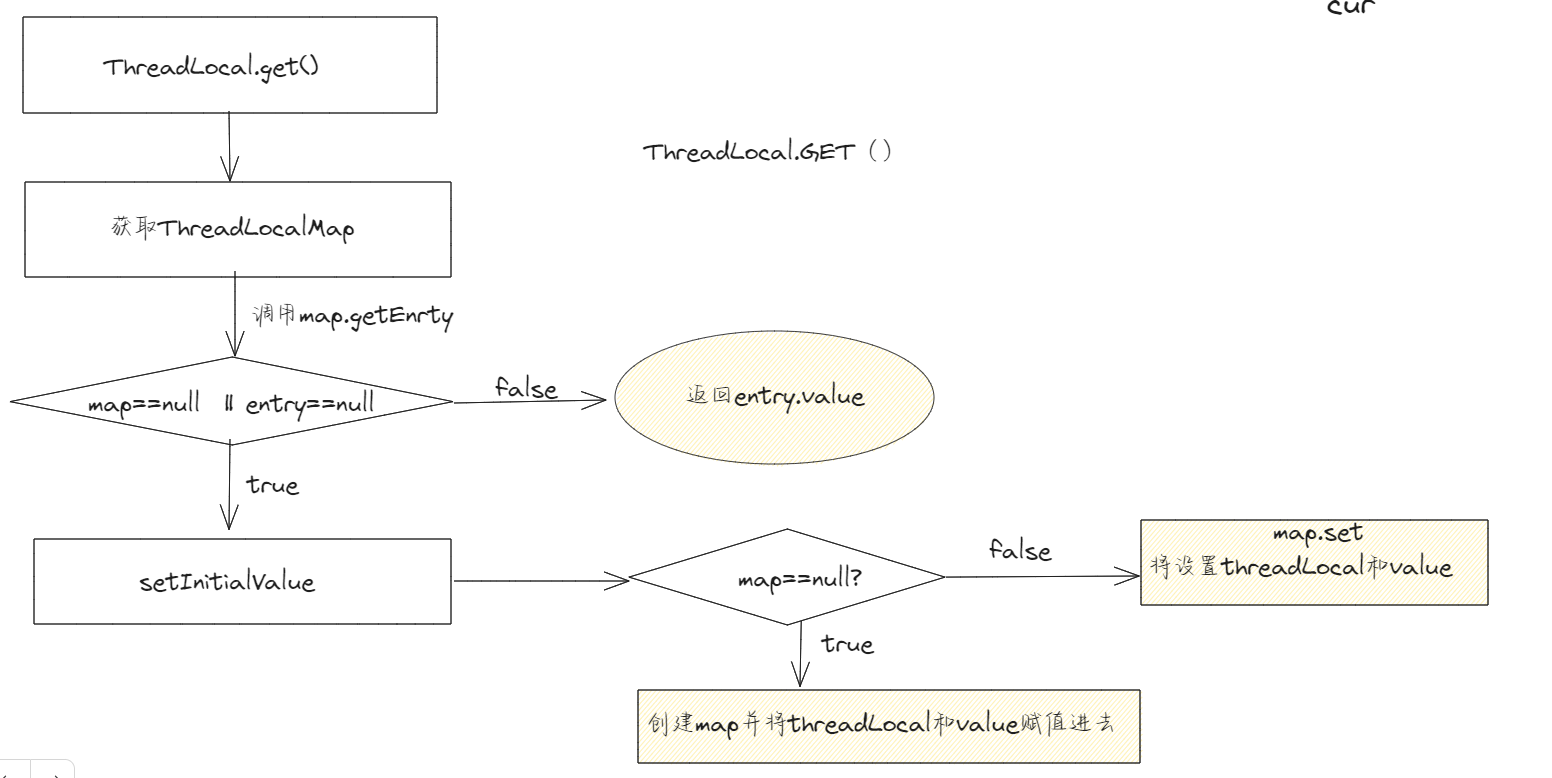 cur
ThreadLocal.get()
ThreadLocal.GET（）
获取ThreadLocalMap
调用map.getEnrty
map==null || entry==null
false
返回entry.value
true
setInitialValue
map==null?
false
map.set
将设置threadLocal和value
true
创建map并将threadLocal和value赋值进去